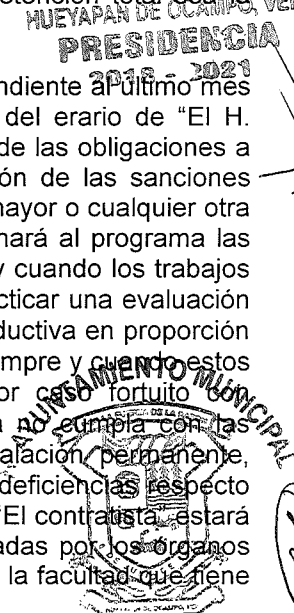 HUEYAPAN DE OCAMPO, VER
PRESIDENCIA
2018 - 2021
ndiente al último mes
del erario de "El H.
de las obligaciones a
ón de las sanciones
mayor o cualquier otra
nará al programa las
y cuando los trabajos
cticar una evaluación
ductiva en proporción
mpre y cuando estos
or caso fortuito con
a no cumpla con las
alación permanente,
deficiencias respecto
"El contratista, estará
adas por los órganos
la facultad que tiene
AYUNTAMIENTO MUNICIPAL